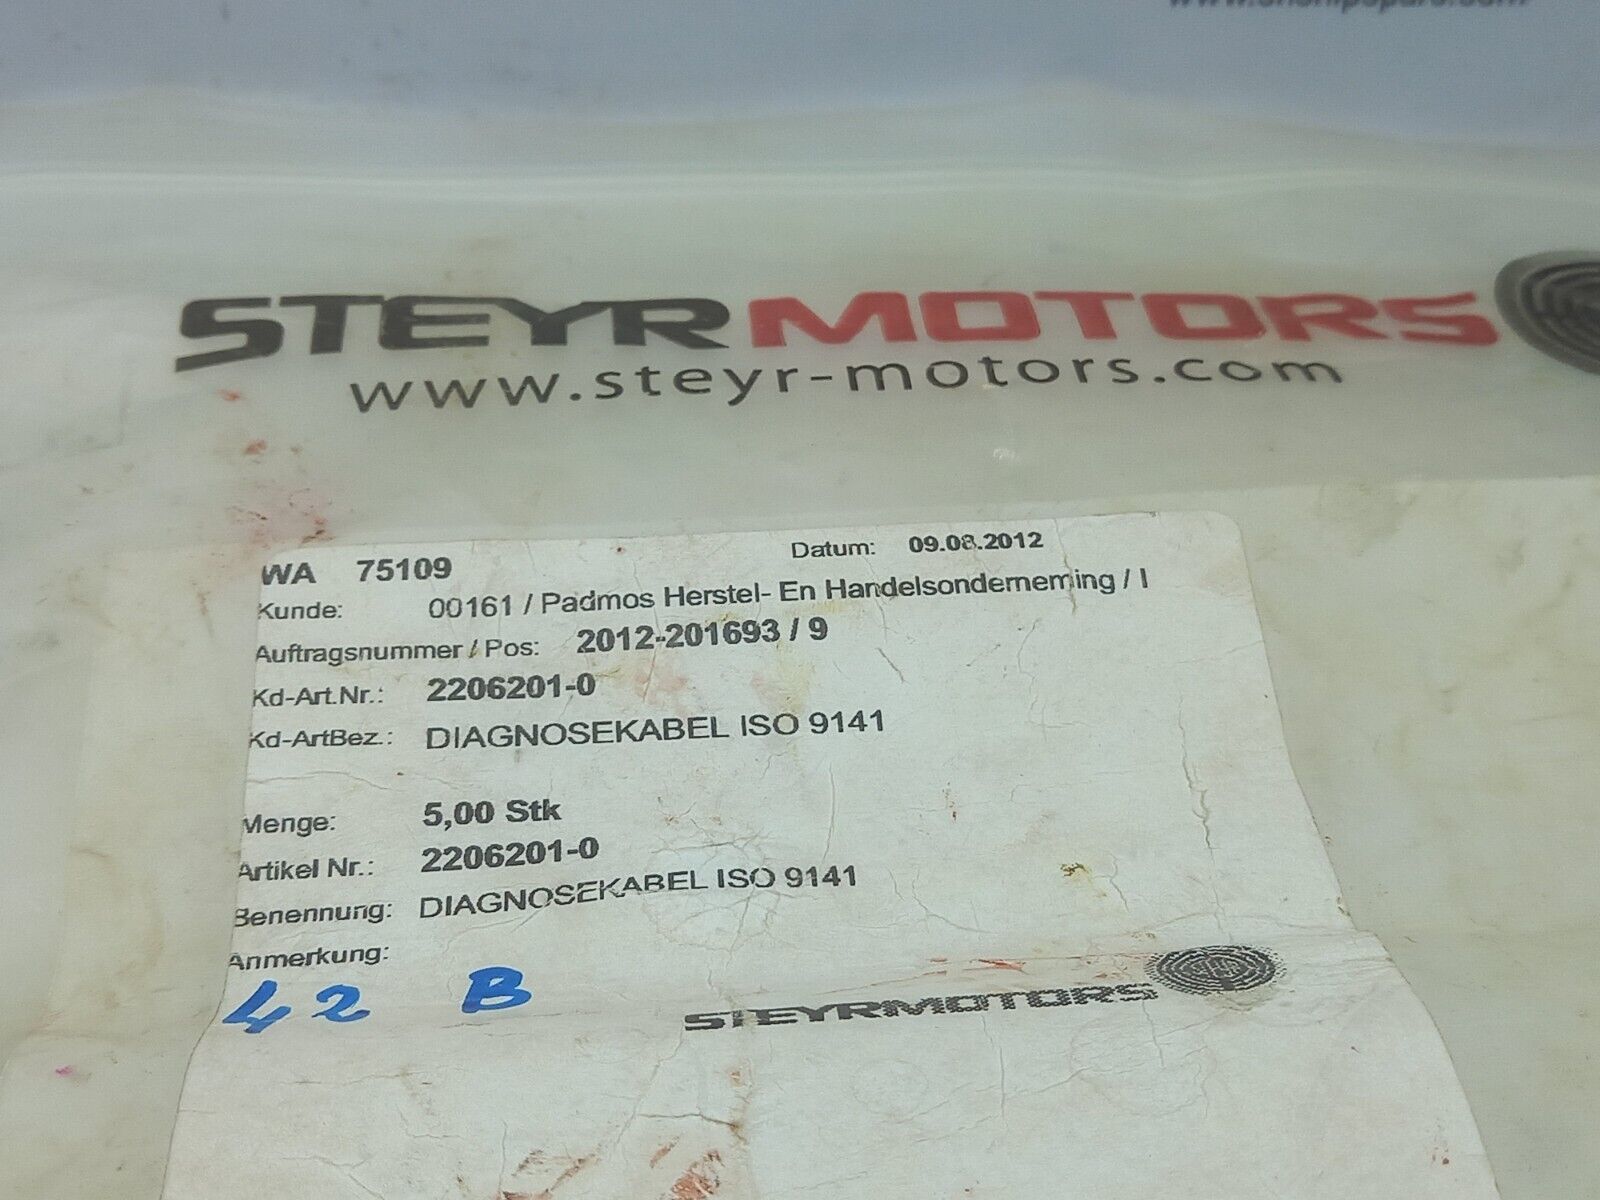 STEYRMOTORS
www.steyr-motors.com
WA 75109
Datum: 09.08.2012
Kunde: 00161 / Padmos Herstel- En Handelsonderneming / I
Auftragsnummer / Pos: 2012-201693 / 9
Kd-Art.Nr.: 2206201-0
Kd-ArtBez.: DIAGNOSEKABEL ISO 9141
Menge: 5,00 Stk
Artikel Nr.: 2206201-0
Benennung: DIAGNOSEKABEL ISO 9141
Anmerkung:
42 B
STEYRMOTORS